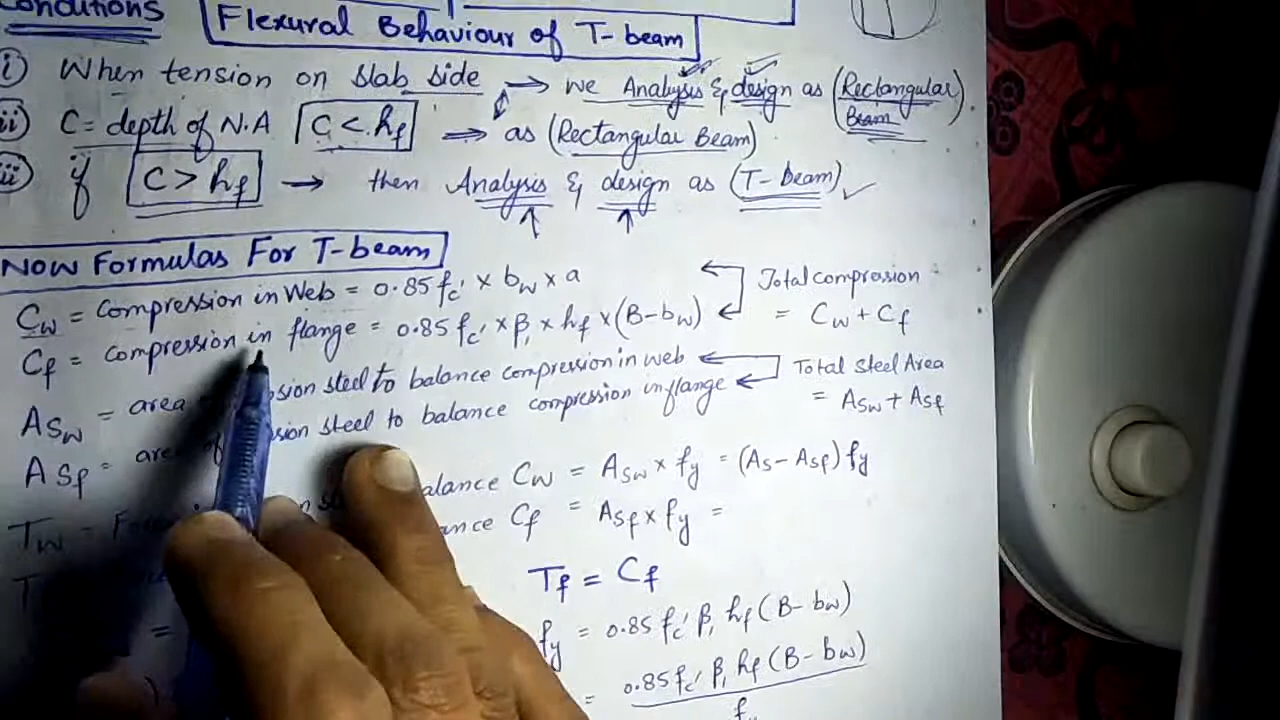 Conditions
Flexural Behaviour of T-beam
i) When tension on slab side → we Analysis & design as (Rectangular Beam).
ii) C = depth of N.A C < hf ⇒ as (Rectangular Beam)
iii) if C > hf → then Analysis & design as (T-beam) ✓
Now Formulas For T-beam
Cw = Compression in Web = 0.85 fc' × bw × a
Cf = compression in flange = 0.85 fc' × β1 × hf × (B-bw)
Total compression
= Cw + Cf
Asw = area sion steel to balance compression in web
Asf = area of sion steel to balance compression in flange
Total Steel Area
= Asw + Asf
Tw = alance Cw = Asw × fy = (As - Asf) fy
T ance Cf = Asf × fy =
Tf = Cf
fy = 0.85 fc' β1 hf (B-bw)
= 0.85 fc' β1 hf (B-bw)